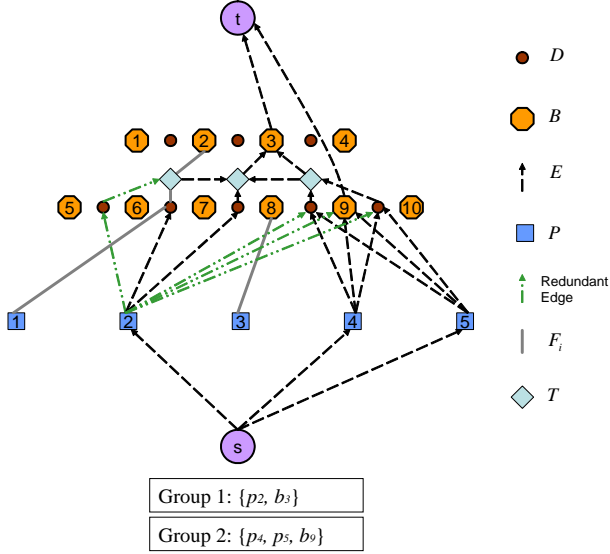 t
D
1 2 3 4
B
E
5 6 7 8 9 10
P
1 2 3 4 5
Redundant
Edge
F_i
T
s
Group 1: {p2, b3}
Group 2: {p4, p5, b9}